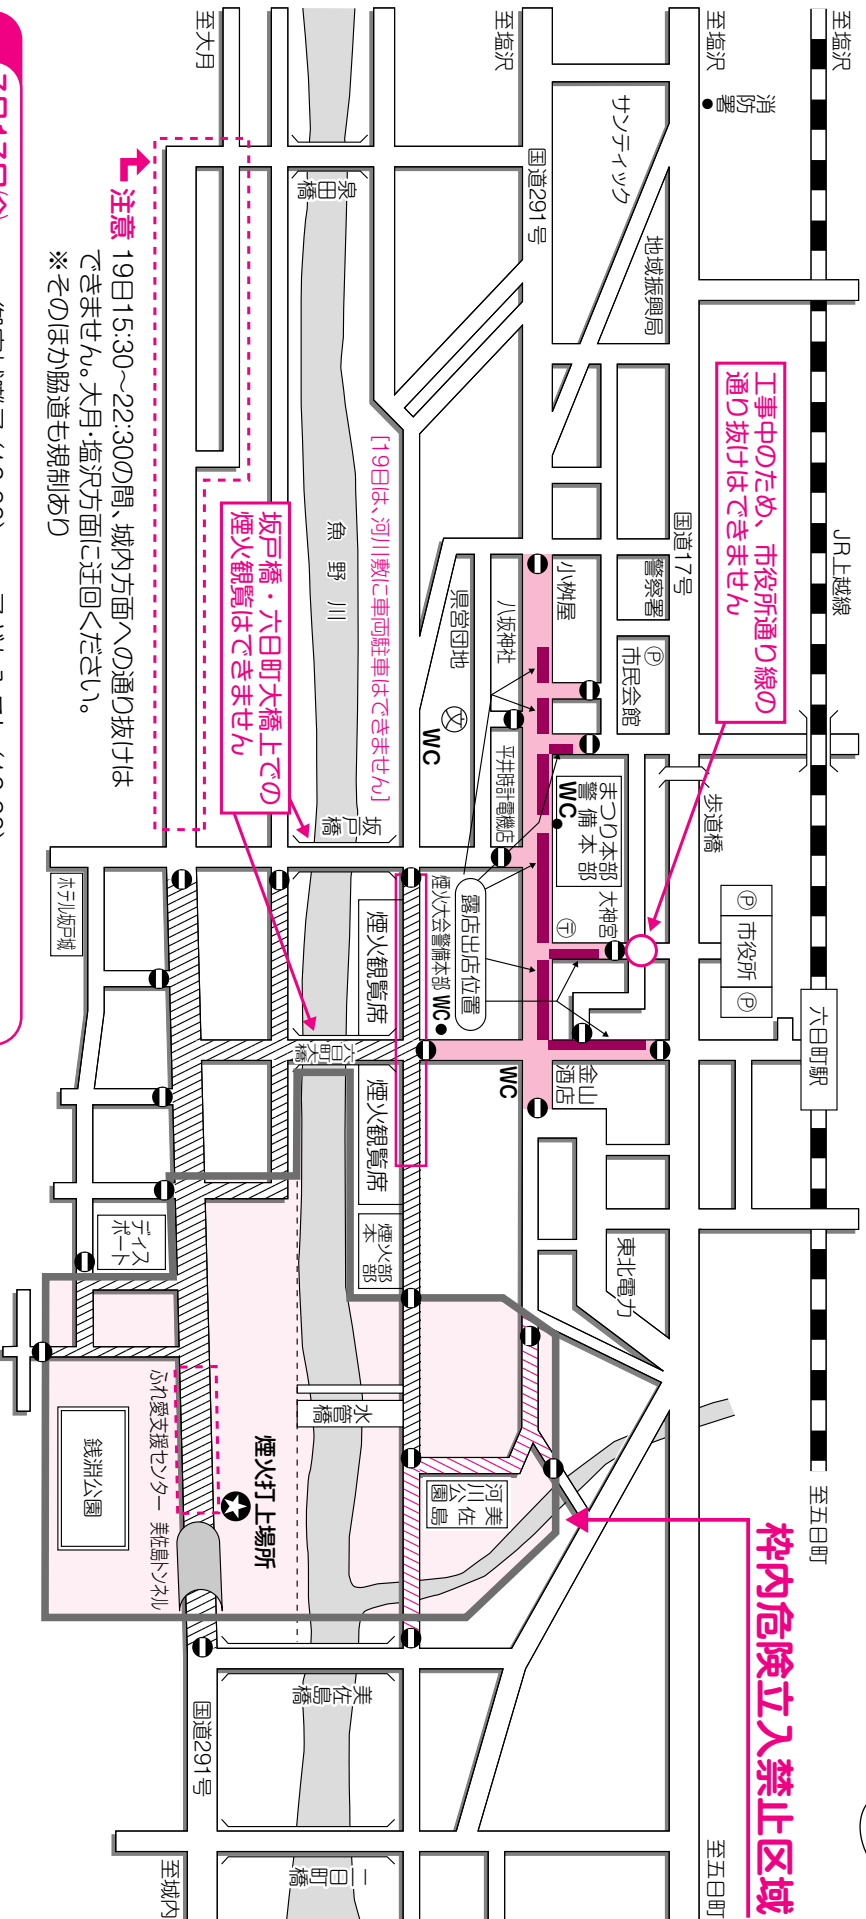 枠内危険立入禁止区域
至塩沢
JR上越線
六日町駅
至五日町
至塩沢
消防署
国道17号
至五日町
工事中のため、市役所通り線の
通り抜けはできません
歩道橋
Ⓟ 市役所 Ⓟ
サンティック
地域振興局
警察署
Ⓟ
市民会館
まつり本部
警備本部
WC
大神宮
〒
金山
酒店
東北電力
至塩沢
国道291号
小桝屋
八坂神社
県営団地
文
WC
平井時計電機店
露店出店位置
煙火大会警備本部 WC
WC
[19日は、河川敷に車両駐車はできません]
魚野川
泉田橋
坂戸橋
六日町大橋
煙火観覧席
煙火観覧席
煙火本部
水管橋
美佐島
河川公園
美佐島橋
二日町橋
坂戸橋・六日町大橋上での
煙火観覧はできません
煙火打上場所
至大月
注意 19日15:30〜22:30の間、城内方面への通り抜けは
できません。大月・塩沢方面に迂回ください。
※そのほか脇道も規制あり
ホテル坂戸城
ディスポート
ふれ愛支援センター
美佐島トンネル
銭淵公園
国道291号
至城内